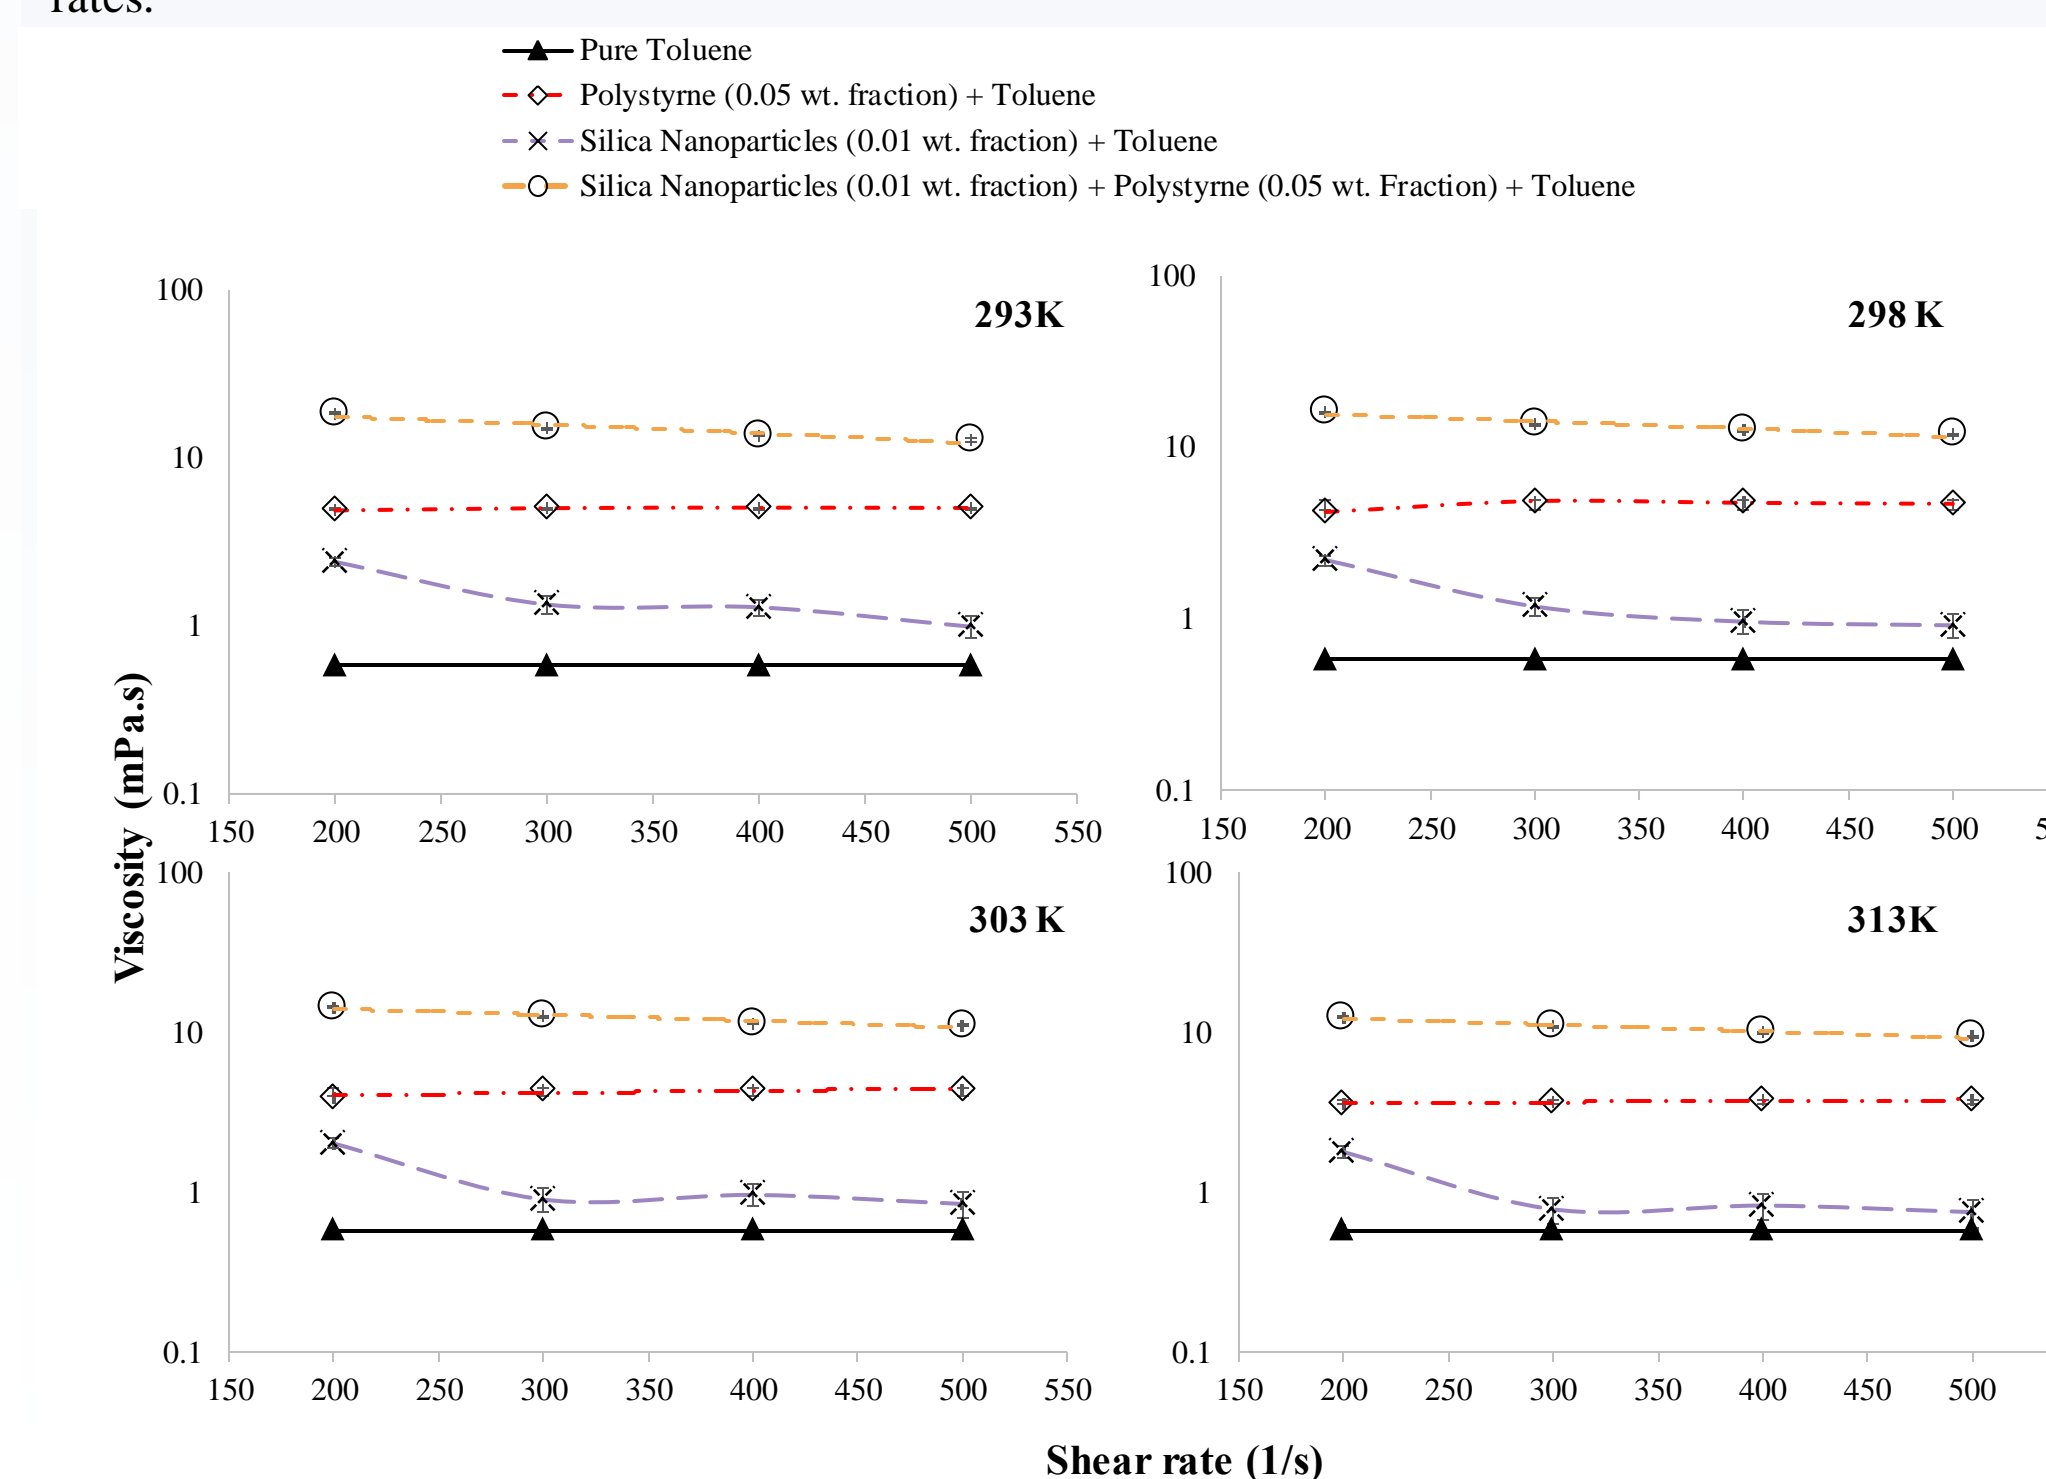 rates.
Pure Toluene
Polystyrne (0.05 wt. fraction) + Toluene
Silica Nanoparticles (0.01 wt. fraction) + Toluene
Silica Nanoparticles (0.01 wt. fraction) + Polystyrne (0.05 wt. Fraction) + Toluene
100
293K
10
1
0.1
150 200 250 300 350 400 450 500 550
100
298 K
10
1
0.1
150 200 250 300 350 400 450 500
Viscosity (mPa.s)
100
303 K
10
1
0.1
150 200 250 300 350 400 450 500 550
100
313K
10
1
0.1
150 200 250 300 350 400 450 500
Shear rate (1/s)